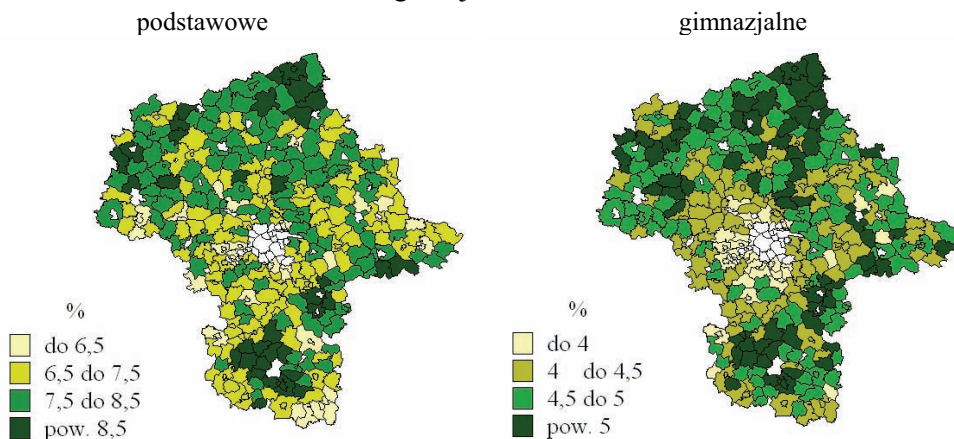 podstawowe
gimnazjalne
%
do 6,5
6,5 do 7,5
7,5 do 8,5
pow. 8,5
%
do 4
4 do 4,5
4,5 do 5
pow. 5